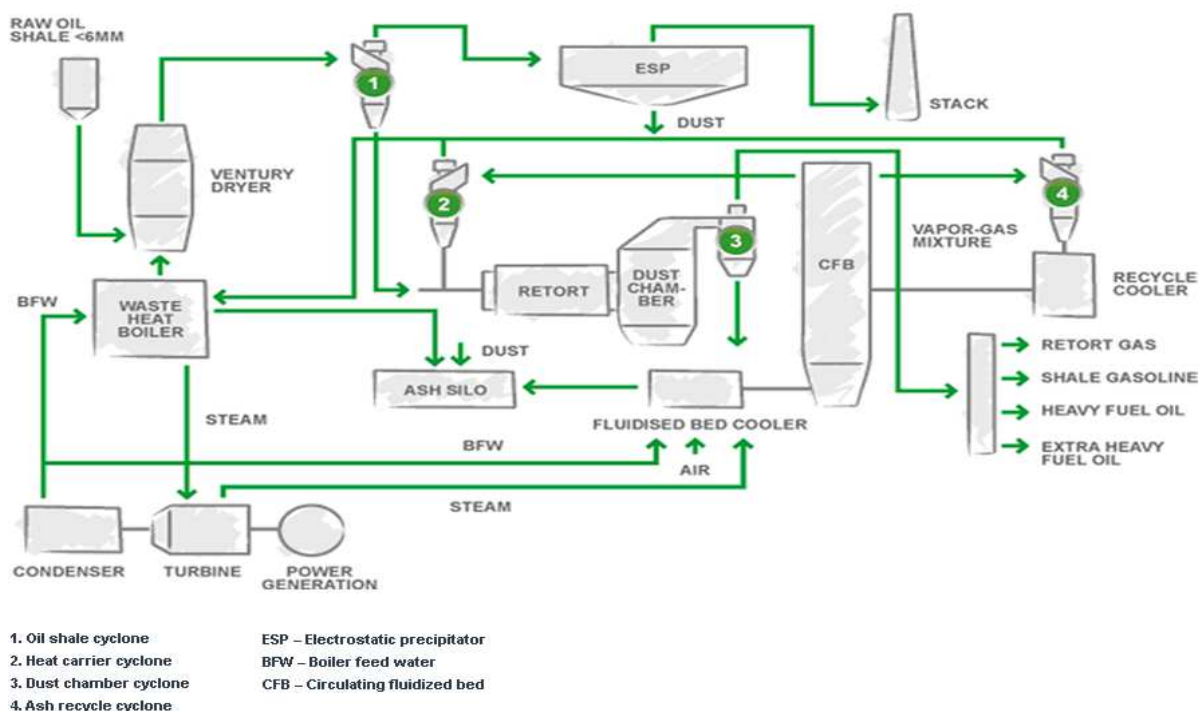 RAW OIL
SHALE <6MM
1
ESP
STACK
DUST
VENTURY
DRYER
2
4
3
VAPOR-GAS
MIXTURE
CFB
DUST
CHAM-
BER
RETORT
RECYCLE
COOLER
BFW
WASTE
HEAT
BOILER
DUST
ASH SILO
RETORT GAS
SHALE GASOLINE
HEAVY FUEL OIL
EXTRA HEAVY
FUEL OIL
FLUIDISED BED COOLER
STEAM
BFW
AIR
STEAM
CONDENSER
TURBINE
POWER
GENERATION
1. Oil shale cyclone
2. Heat carrier cyclone
3. Dust chamber cyclone
4. Ash recycle cyclone
ESP – Electrostatic precipitator
BFW – Boiler feed water
CFB – Circulating fluidized bed